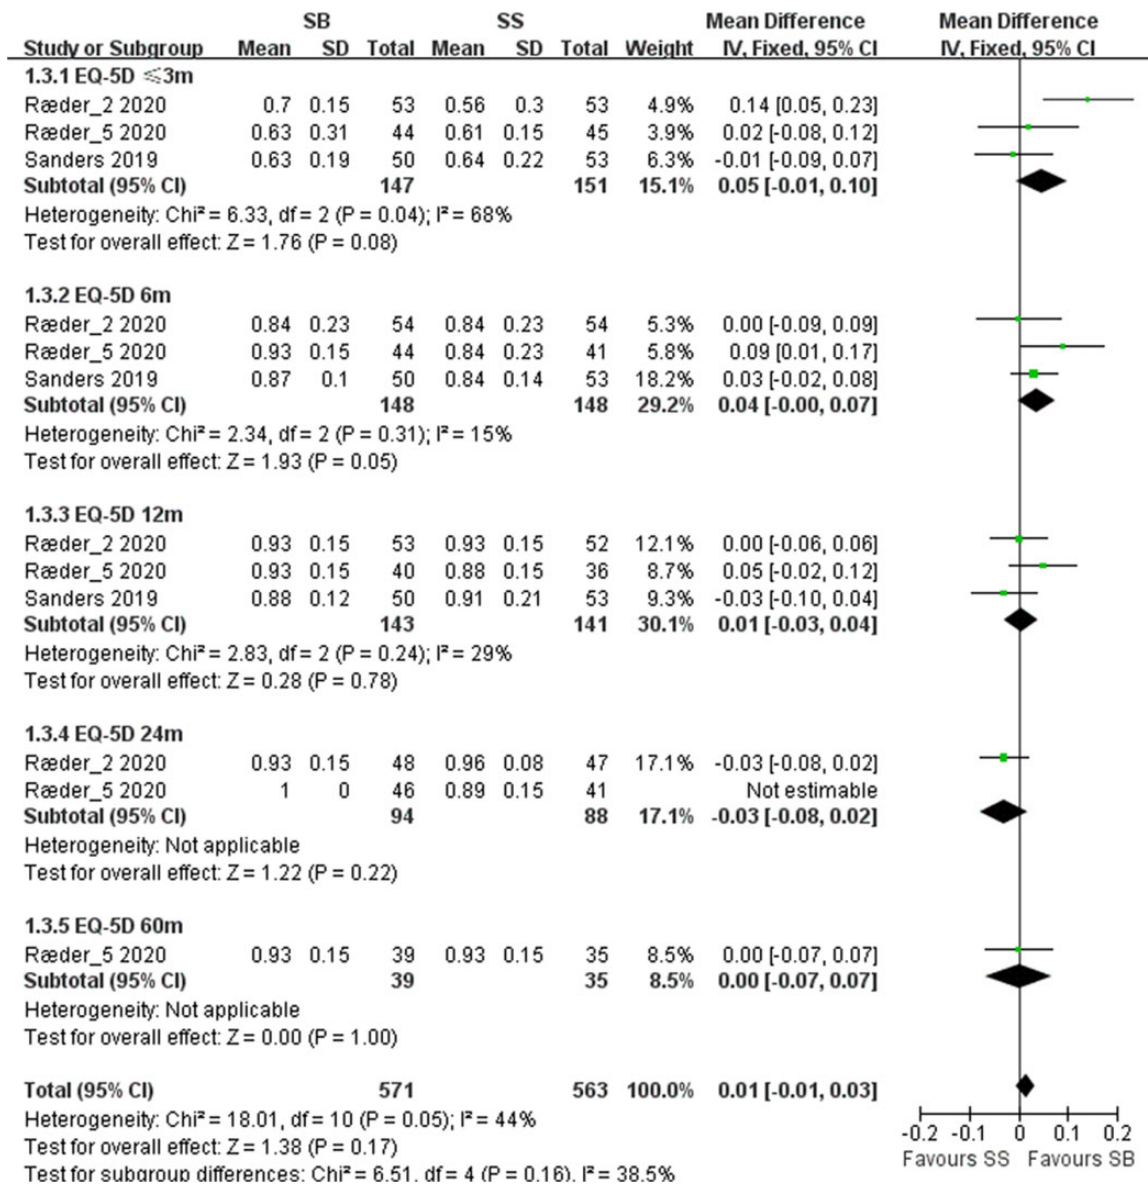 SB SS Mean Difference Mean Difference
Study or Subgroup Mean SD Total Mean SD Total Weight IV, Fixed, 95% CI IV, Fixed, 95% CI
1.3.1 EQ-5D ≤3m
Ræder_2 2020 0.7 0.15 53 0.56 0.3 53 4.9% 0.14 [0.05, 0.23]
Ræder_5 2020 0.63 0.31 44 0.61 0.15 45 3.9% 0.02 [-0.08, 0.12]
Sanders 2019 0.63 0.19 50 0.64 0.22 53 6.3% -0.01 [-0.09, 0.07]
Subtotal (95% CI) 147 151 15.1% 0.05 [-0.01, 0.10]
Heterogeneity: Chi² = 6.33, df = 2 (P = 0.04); I² = 68%
Test for overall effect: Z = 1.76 (P = 0.08)
1.3.2 EQ-5D 6m
Ræder_2 2020 0.84 0.23 54 0.84 0.23 54 5.3% 0.00 [-0.09, 0.09]
Ræder_5 2020 0.93 0.15 44 0.84 0.23 41 5.8% 0.09 [0.01, 0.17]
Sanders 2019 0.87 0.1 50 0.84 0.14 53 18.2% 0.03 [-0.02, 0.08]
Subtotal (95% CI) 148 148 29.2% 0.04 [-0.00, 0.07]
Heterogeneity: Chi² = 2.34, df = 2 (P = 0.31); I² = 15%
Test for overall effect: Z = 1.93 (P = 0.05)
1.3.3 EQ-5D 12m
Ræder_2 2020 0.93 0.15 53 0.93 0.15 52 12.1% 0.00 [-0.06, 0.06]
Ræder_5 2020 0.93 0.15 40 0.88 0.15 36 8.7% 0.05 [-0.02, 0.12]
Sanders 2019 0.88 0.12 50 0.91 0.21 53 9.3% -0.03 [-0.10, 0.04]
Subtotal (95% CI) 143 141 30.1% 0.01 [-0.03, 0.04]
Heterogeneity: Chi² = 2.83, df = 2 (P = 0.24); I² = 29%
Test for overall effect: Z = 0.28 (P = 0.78)
1.3.4 EQ-5D 24m
Ræder_2 2020 0.93 0.15 48 0.96 0.08 47 17.1% -0.03 [-0.08, 0.02]
Ræder_5 2020 1 0 46 0.89 0.15 41 Not estimable
Subtotal (95% CI) 94 88 17.1% -0.03 [-0.08, 0.02]
Heterogeneity: Not applicable
Test for overall effect: Z = 1.22 (P = 0.22)
1.3.5 EQ-5D 60m
Ræder_5 2020 0.93 0.15 39 0.93 0.15 35 8.5% 0.00 [-0.07, 0.07]
Subtotal (95% CI) 39 35 8.5% 0.00 [-0.07, 0.07]
Heterogeneity: Not applicable
Test for overall effect: Z = 0.00 (P = 1.00)
Total (95% CI) 571 563 100.0% 0.01 [-0.01, 0.03]
Heterogeneity: Chi² = 18.01, df = 10 (P = 0.05); I² = 44%
Test for overall effect: Z = 1.38 (P = 0.17)
Test for subgroup differences: Chi² = 6.51, df = 4 (P = 0.16), I² = 38.5%
-0.2 -0.1 0 0.1 0.2
Favours SS Favours SB